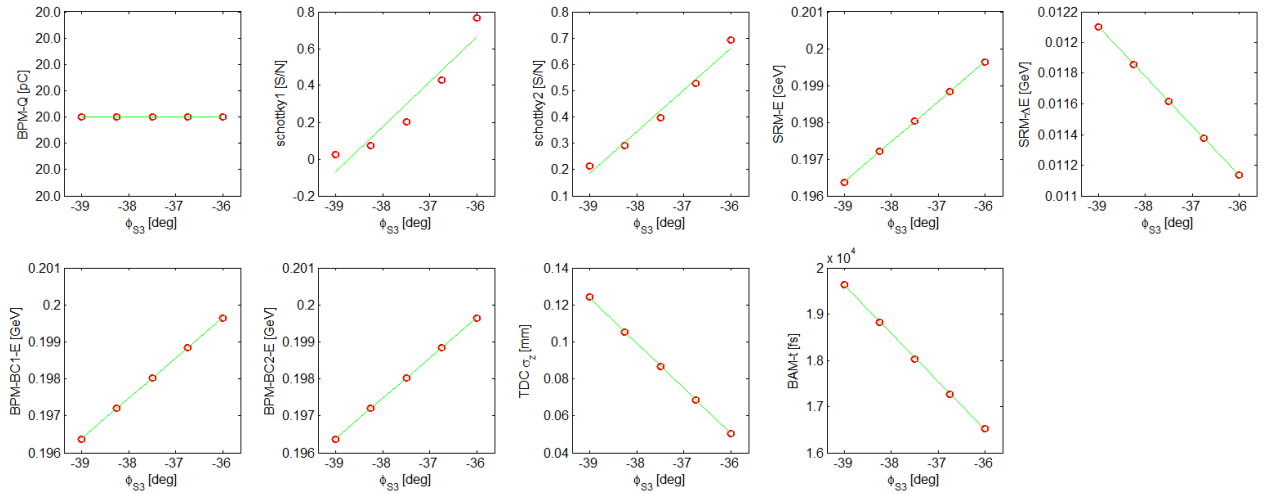 BPM-Q [pC]
20.0
20.0
20.0
20.0
20.0
20.0
20.0
20.0
-39 -38 -37 -36
ϕS3 [deg]
schottky1 [S/N]
0.8
0.6
0.4
0.2
0
-0.2
-39 -38 -37 -36
ϕS3 [deg]
schottky2 [S/N]
0.8
0.7
0.6
0.5
0.4
0.3
0.2
0.1
-39 -38 -37 -36
ϕS3 [deg]
SRM-E [GeV]
0.201
0.2
0.199
0.198
0.197
0.196
-39 -38 -37 -36
ϕS3 [deg]
SRM-ΔE [GeV]
0.0122
0.012
0.0118
0.0116
0.0114
0.0112
0.011
-39 -38 -37 -36
ϕS3 [deg]
BPM-BC1-E [GeV]
0.201
0.2
0.199
0.198
0.197
0.196
-39 -38 -37 -36
ϕS3 [deg]
BPM-BC2-E [GeV]
0.201
0.2
0.199
0.198
0.197
0.196
-39 -38 -37 -36
ϕS3 [deg]
TDC σz [mm]
0.14
0.12
0.1
0.08
0.06
0.04
-39 -38 -37 -36
ϕS3 [deg]
BAM-t [fs]
x 10^4
2
1.9
1.8
1.7
1.6
-39 -38 -37 -36
ϕS3 [deg]